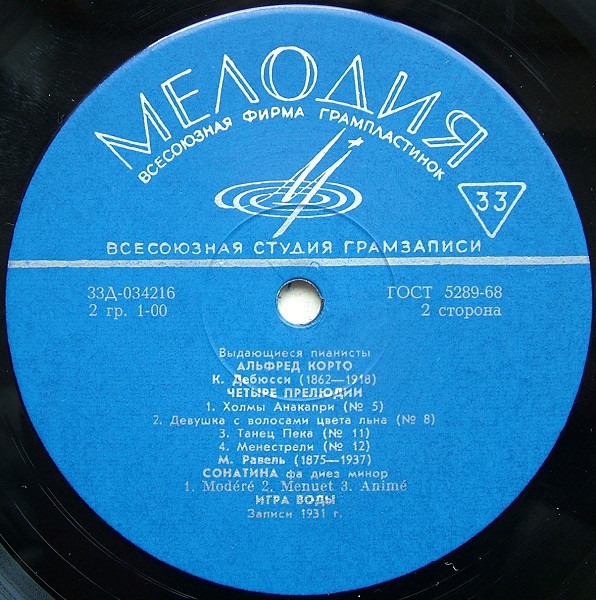 МЕЛОДИЯ
ВСЕСОЮЗНАЯ ФИРМА ГРАМПЛАСТИНОК
33
ВСЕСОЮЗНАЯ СТУДИЯ ГРАМЗАПИСИ
33Д-034216
2 гр. 1-00
ГОСТ 5289-68
2 сторона
Выдающиеся пианисты
АЛЬФРЕД КОРТО
К. Дебюсси (1862—1918)
ЧЕТЫРЕ ПРЕЛЮДИИ
1. Холмы Анакапри (№ 5)
2. Девушка с волосами цвета льна (№ 8)
3. Танец Пека (№ 11)
4. Менестрели (№ 12)
М. Равель (1875—1937)
СОНАТИНА фа диез минор
1. Modéré 2. Menuet 3. Animé
ИГРА ВОДЫ
Записи 1931 г.